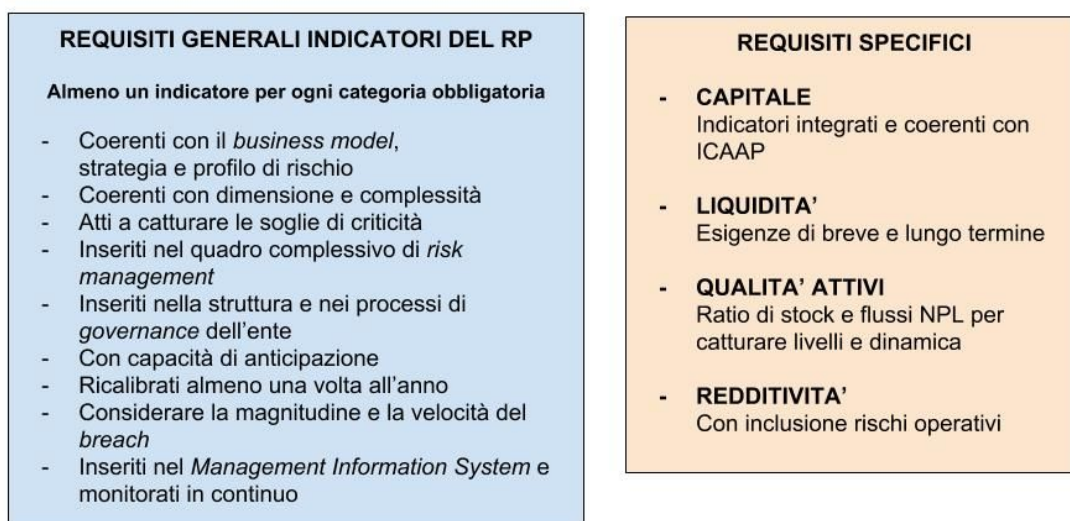 REQUISITI GENERALI INDICATORI DEL RP
Almeno un indicatore per ogni categoria obbligatoria
- Coerenti con il business model,
strategia e profilo di rischio
- Coerenti con dimensione e complessità
- Atti a catturare le soglie di criticità
- Inseriti nel quadro complessivo di risk
management
- Inseriti nella struttura e nei processi di
governance dell'ente
- Con capacità di anticipazione
- Ricalibrati almeno una volta all'anno
- Considerare la magnitudine e la velocità del
breach
- Inseriti nel Management Information System e
monitorati in continuo
REQUISITI SPECIFICI
- CAPITALE
Indicatori integrati e coerenti con
ICAAP
- LIQUIDITA'
Esigenze di breve e lungo termine
- QUALITA' ATTIVI
Ratio di stock e flussi NPL per
catturare livelli e dinamica
- REDDITIVITA'
Con inclusione rischi operativi